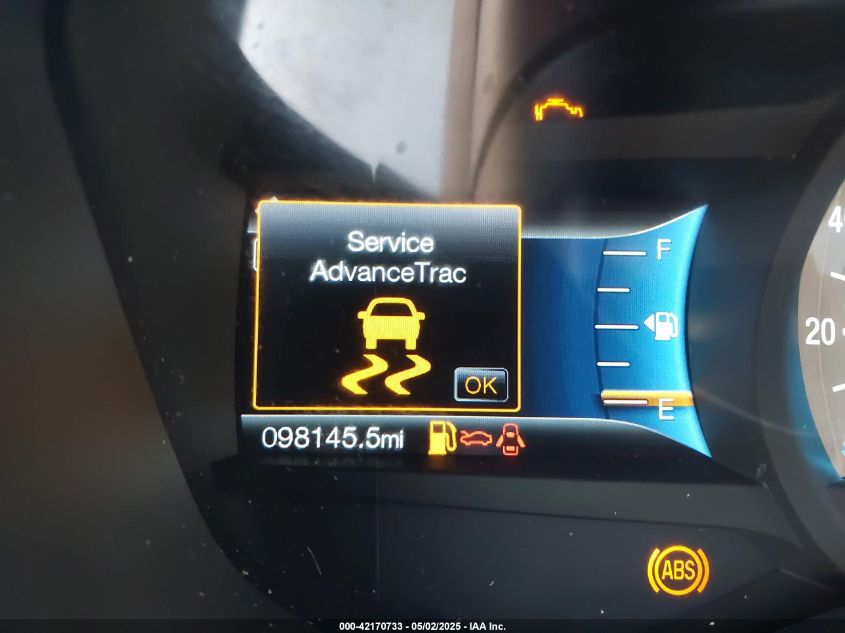 Service
AdvanceTrac
OK
F
E
20
098145.5mi
ABS
000-42170733 - 05/02/2025 - IAA Inc.